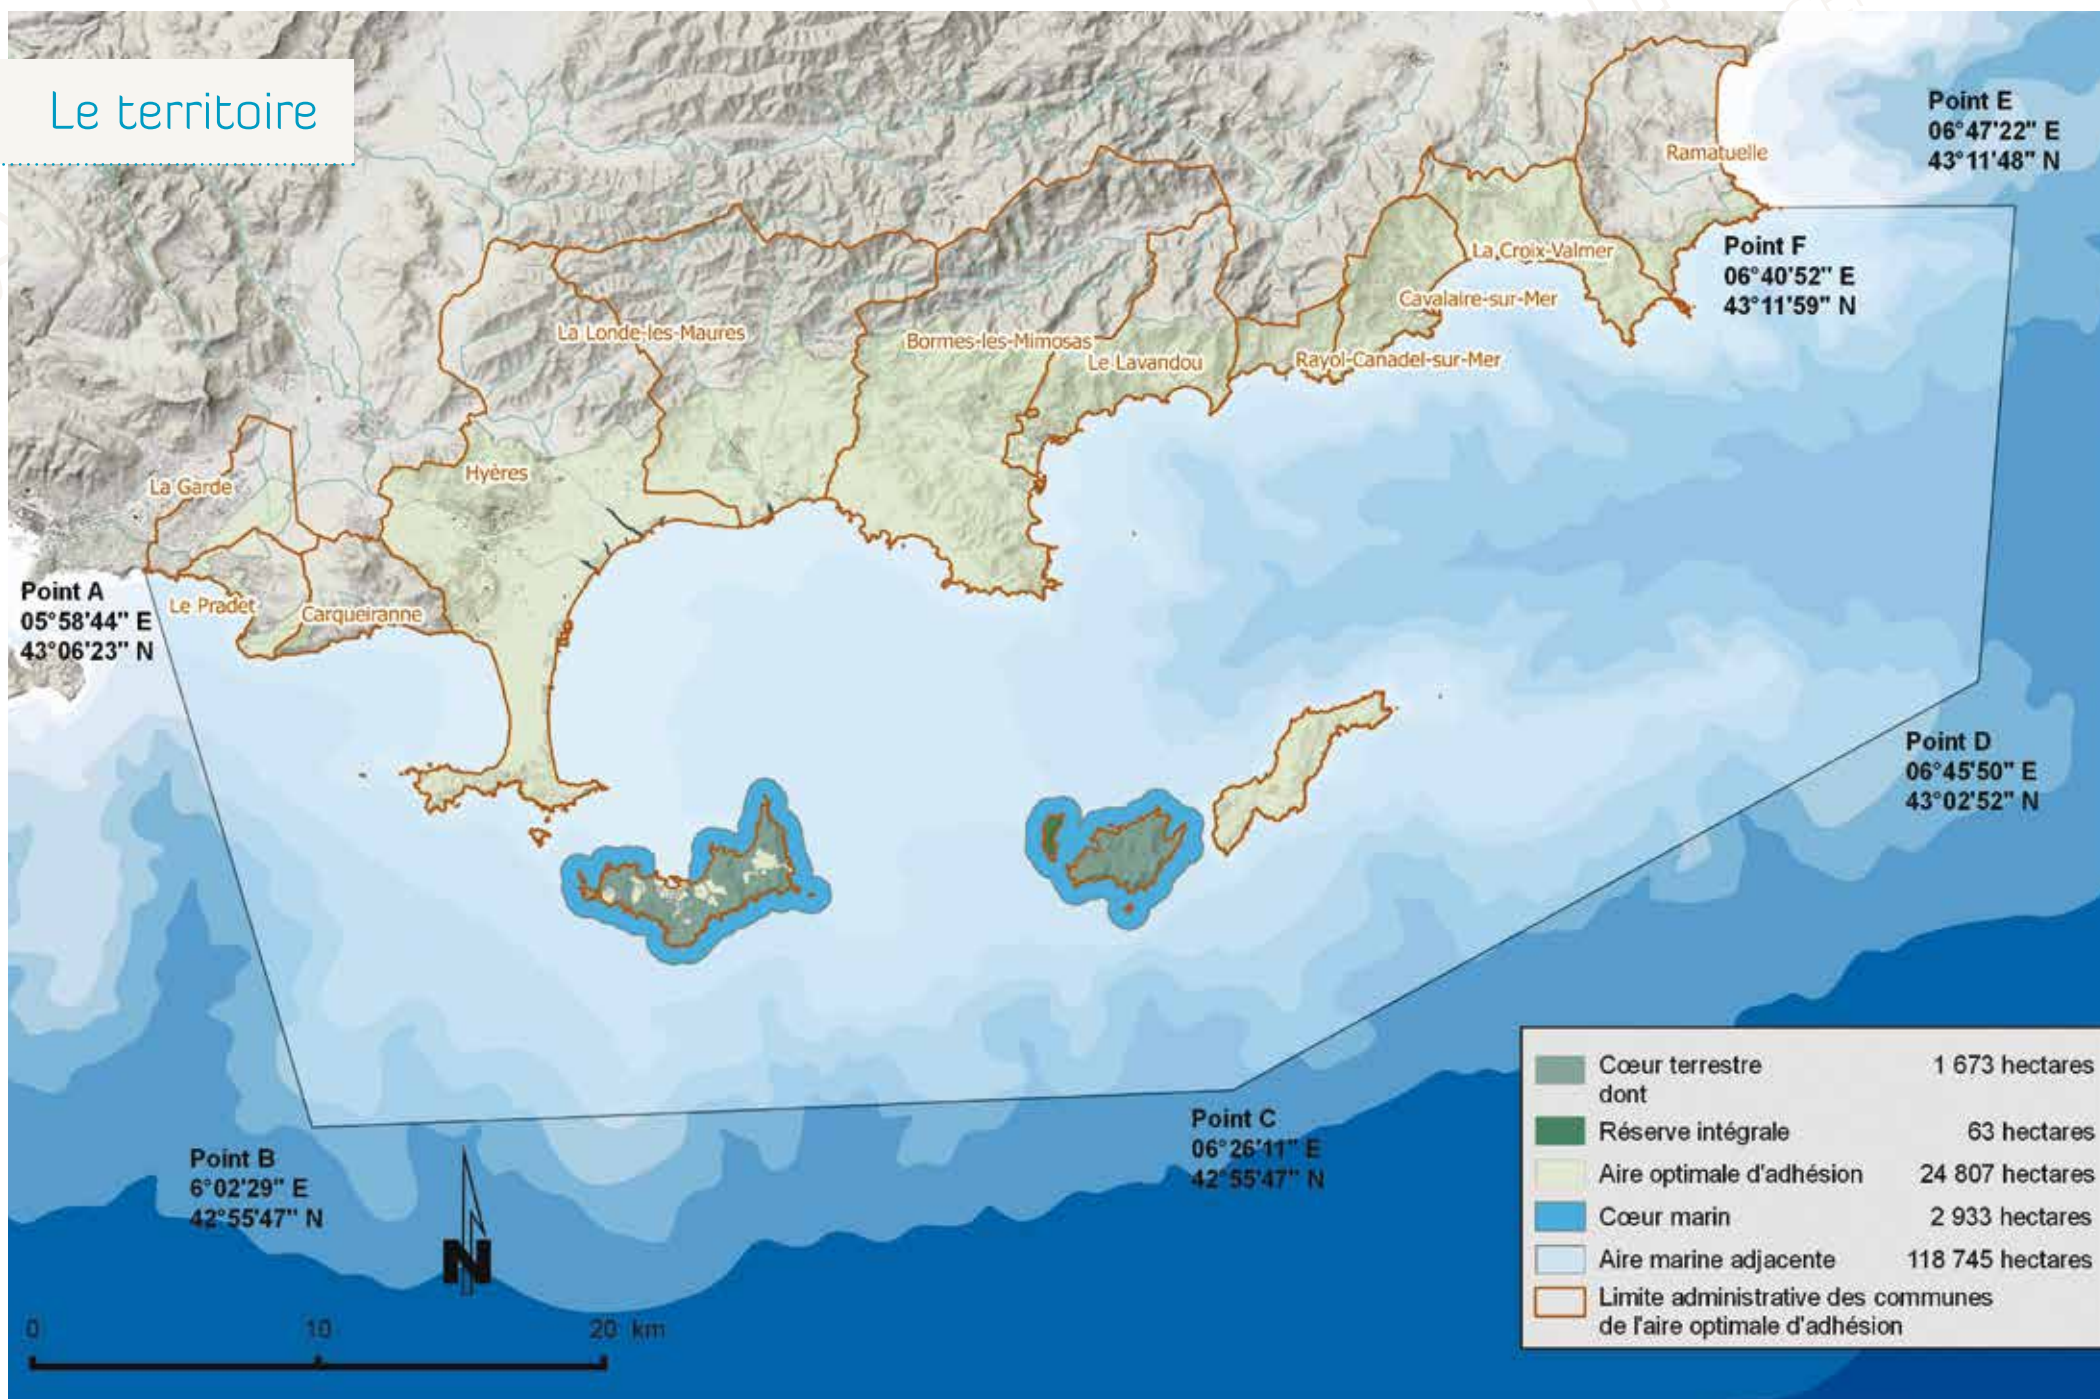 Le territoire
Point E
06°47'22" E
43°11'48" N
Ramatuelle
Point F
06°40'52" E
43°11'59" N
La Croix-Valmer
Cavalaire-sur-Mer
Rayol-Canadel-sur-Mer
La Londe-les-Maures
Bormes-les-Mimosas
Le Lavandou
Hyères
La Garde
Le Pradet
Carqueiranne
Point A
05°58'44" E
43°06'23" N
Point D
06°45'50" E
43°02'52" N
Point C
06°26'11" E
42°55'47" N
Point B
6°02'29" E
42°55'47" N
N
0 10 20 km
Cœur terrestre 1 673 hectares
dont
Réserve intégrale 63 hectares
Aire optimale d'adhésion 24 807 hectares
Cœur marin 2 933 hectares
Aire marine adjacente 118 745 hectares
Limite administrative des communes
de l'aire optimale d'adhésion